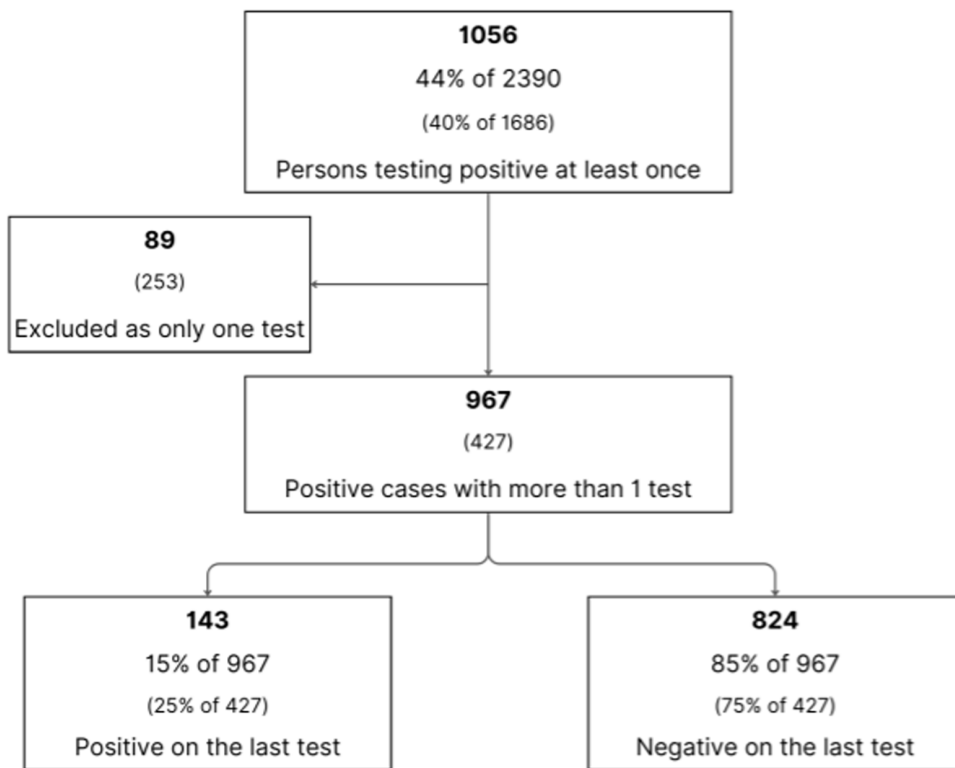 1056
44% of 2390
(40% of 1686)
Persons testing positive at least once
89
(253)
Excluded as only one test
967
(427)
Positive cases with more than 1 test
143
15% of 967
(25% of 427)
Positive on the last test
824
85% of 967
(75% of 427)
Negative on the last test